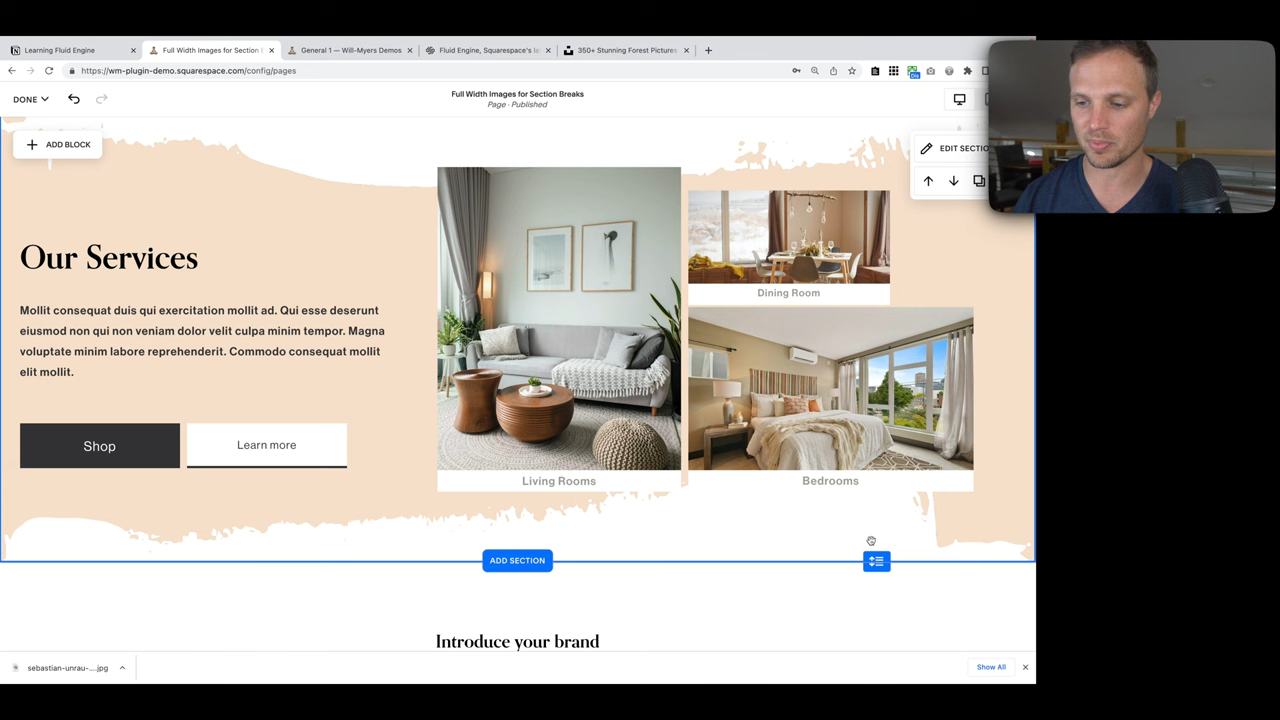 Learning Fluid Engine
Full Width Images for Section B
General 1 — Will-Myers Demos
Fluid Engine, Squarespace's la
350+ Stunning Forest Pictures
https://wm-plugin-demo.squarespace.com/config/pages
DONE
Full Width Images for Section Breaks
Page · Published
ADD BLOCK
EDIT SECTIO
Our Services
Mollit consequat duis qui exercitation mollit ad. Qui esse deserunt
eiusmod non qui non veniam dolor velit culpa minim tempor. Magna
voluptate minim labore reprehenderit. Commodo consequat mollit
elit mollit.
Shop
Learn more
Dining Room
Living Rooms
Bedrooms
ADD SECTION
Introduce your brand
sebastian-unrau-....jpg
Show All